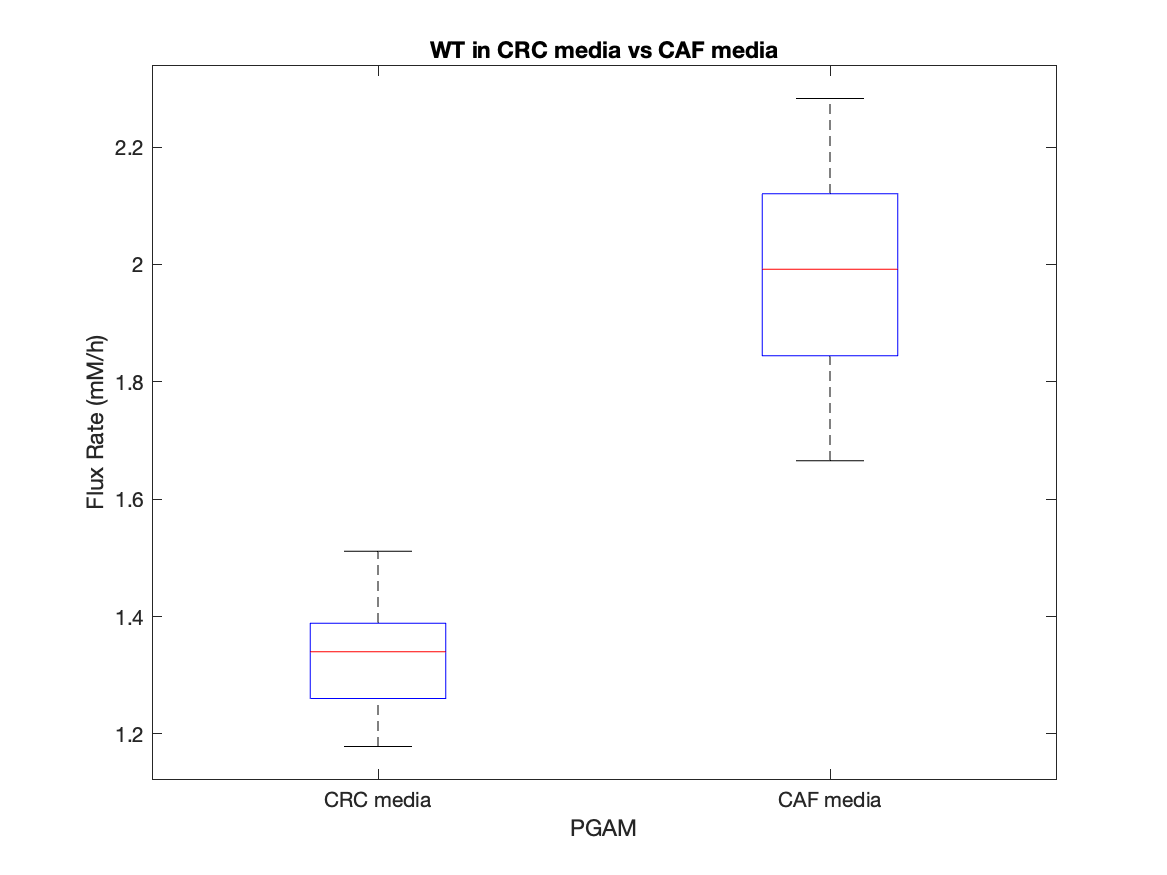 WT in CRC media vs CAF media
2.2
2
1.8
1.6
1.4
1.2
Flux Rate (mM/h)
CRC media
CAF media
PGAM